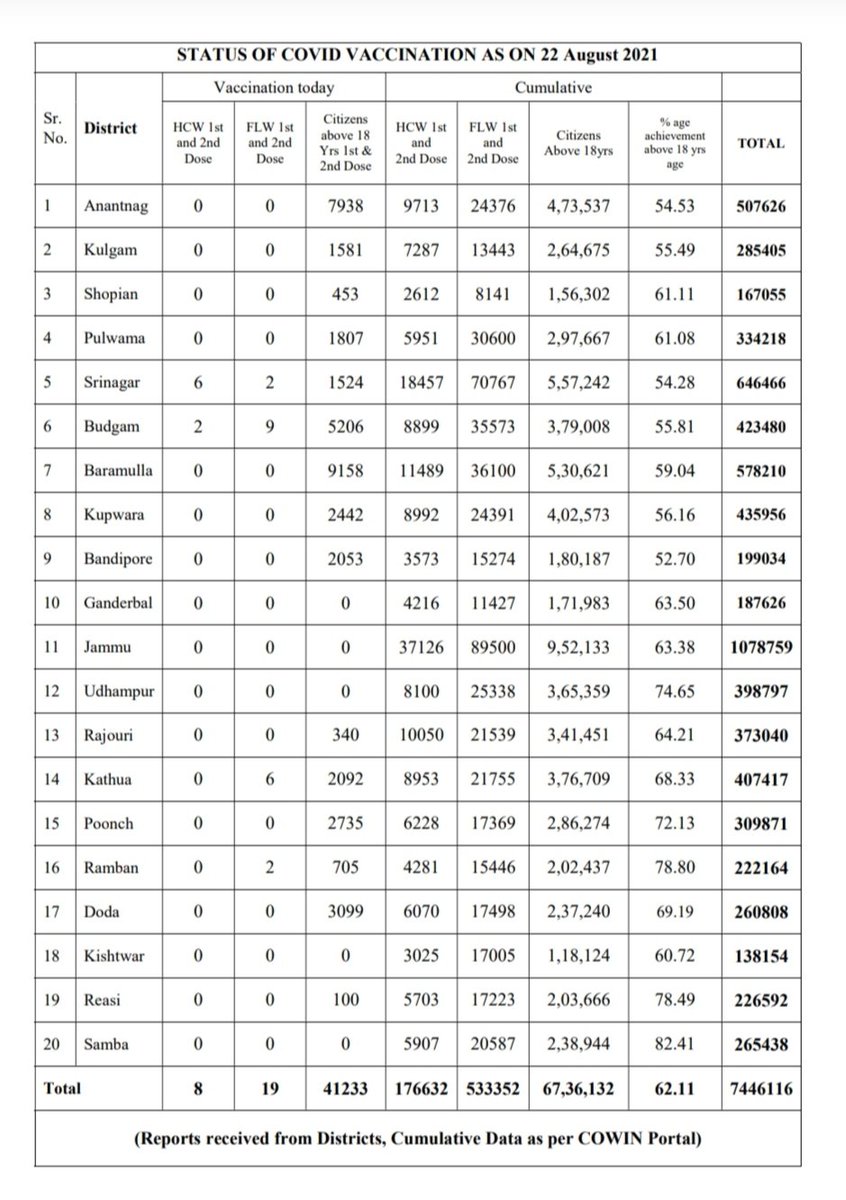 STATUS OF COVID VACCINATION AS ON 22 August 2021
Sr. No. District Vaccination today Cumulative
HCW 1st and 2nd Dose FLW 1st and 2nd Dose Citizens above 18 Yrs 1st & 2nd Dose HCW 1st and 2nd Dose FLW 1st and 2nd Dose Citizens Above 18yrs % age achievement above 18 yrs age TOTAL
1 Anantnag 0 0 7938 9713 24376 4,73,537 54.53 507626
2 Kulgam 0 0 1581 7287 13443 2,64,675 55.49 285405
3 Shopian 0 0 453 2612 8141 1,56,302 61.11 167055
4 Pulwama 0 0 1807 5951 30600 2,97,667 61.08 334218
5 Srinagar 6 2 1524 18457 70767 5,57,242 54.28 646466
6 Budgam 2 9 5206 8899 35573 3,79,008 55.81 423480
7 Baramulla 0 0 9158 11489 36100 5,30,621 59.04 578210
8 Kupwara 0 0 2442 8992 24391 4,02,573 56.16 435956
9 Bandipore 0 0 2053 3573 15274 1,80,187 52.70 199034
10 Ganderbal 0 0 0 4216 11427 1,71,983 63.50 187626
11 Jammu 0 0 0 37126 89500 9,52,133 63.38 1078759
12 Udhampur 0 0 0 8100 25338 3,65,359 74.65 398797
13 Rajouri 0 0 340 10050 21539 3,41,451 64.21 373040
14 Kathua 0 6 2092 8953 21755 3,76,709 68.33 407417
15 Poonch 0 0 2735 6228 17369 2,86,274 72.13 309871
16 Ramban 0 2 705 4281 15446 2,02,437 78.80 222164
17 Doda 0 0 3099 6070 17498 2,37,240 69.19 260808
18 Kishtwar 0 0 0 3025 17005 1,18,124 60.72 138154
19 Reasi 0 0 100 5703 17223 2,03,666 78.49 226592
20 Samba 0 0 0 5907 20587 2,38,944 82.41 265438
Total 8 19 41233 176632 533352 67,36,132 62.11 7446116
(Reports received from Districts, Cumulative Data as per COWIN Portal)